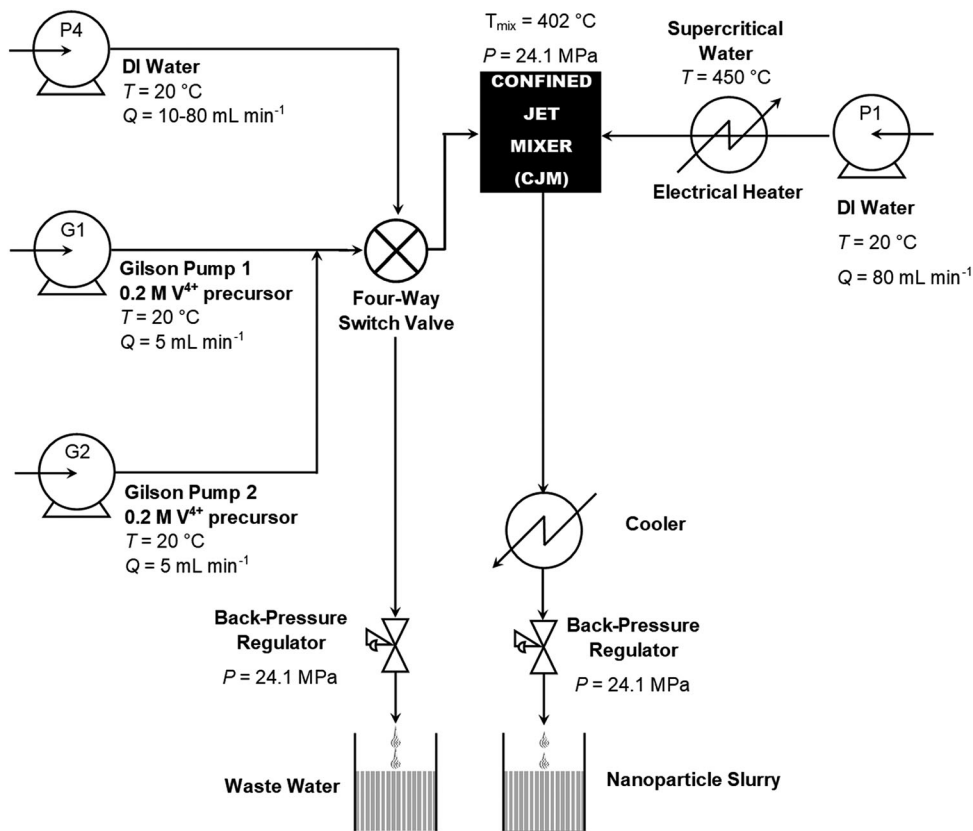 P4
DI Water
T = 20 °C
Q = 10-80 mL min⁻¹
Tmix = 402 °C
P = 24.1 MPa
CONFINED
JET
MIXER
(CJM)
Supercritical
Water
T = 450 °C
Electrical Heater
P1
DI Water
T = 20 °C
Q = 80 mL min⁻¹
G1
Gilson Pump 1
0.2 M V⁴⁺ precursor
T = 20 °C
Q = 5 mL min⁻¹
Four-Way
Switch Valve
G2
Gilson Pump 2
0.2 M V⁴⁺ precursor
T = 20 °C
Q = 5 mL min⁻¹
Cooler
Back-Pressure
Regulator
P = 24.1 MPa
Back-Pressure
Regulator
P = 24.1 MPa
Waste Water
Nanoparticle Slurry